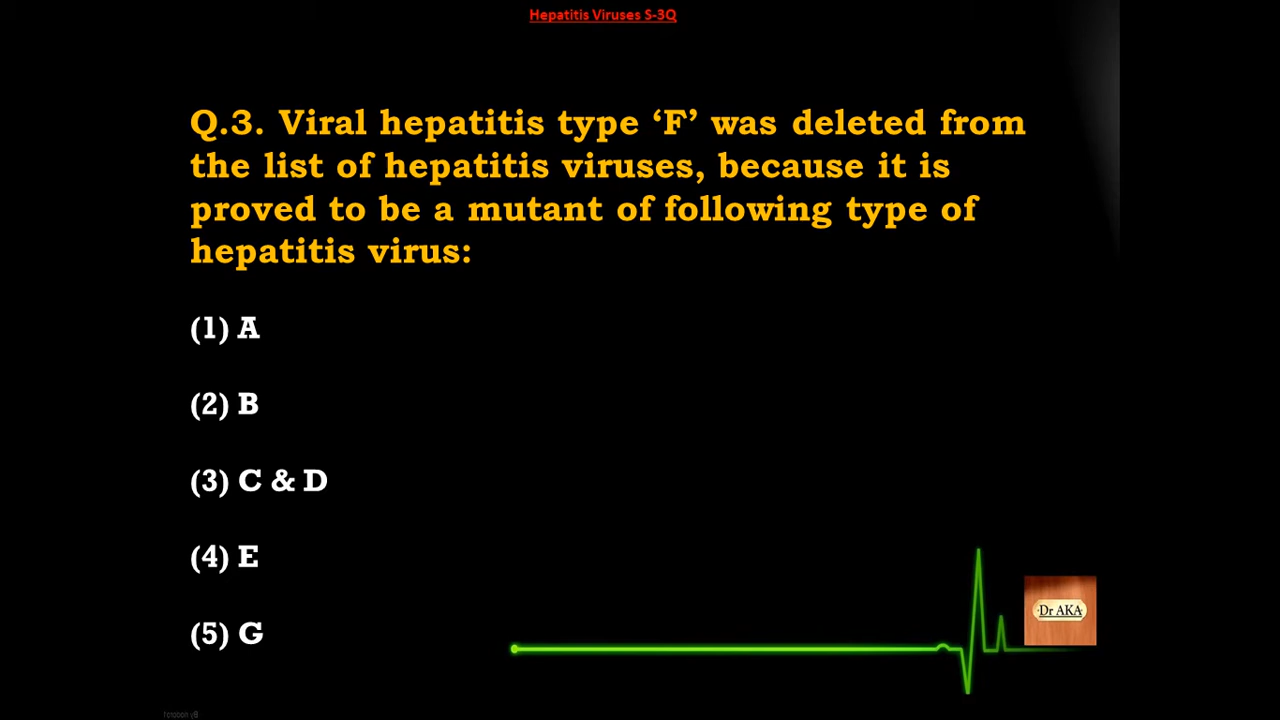 Hepatitis Viruses S-3Q
Q.3. Viral hepatitis type ‘F’ was deleted from
the list of hepatitis viruses, because it is
proved to be a mutant of following type of
hepatitis virus:
(1) A
(2) B
(3) C & D
(4) E
(5) G
Dr AKA